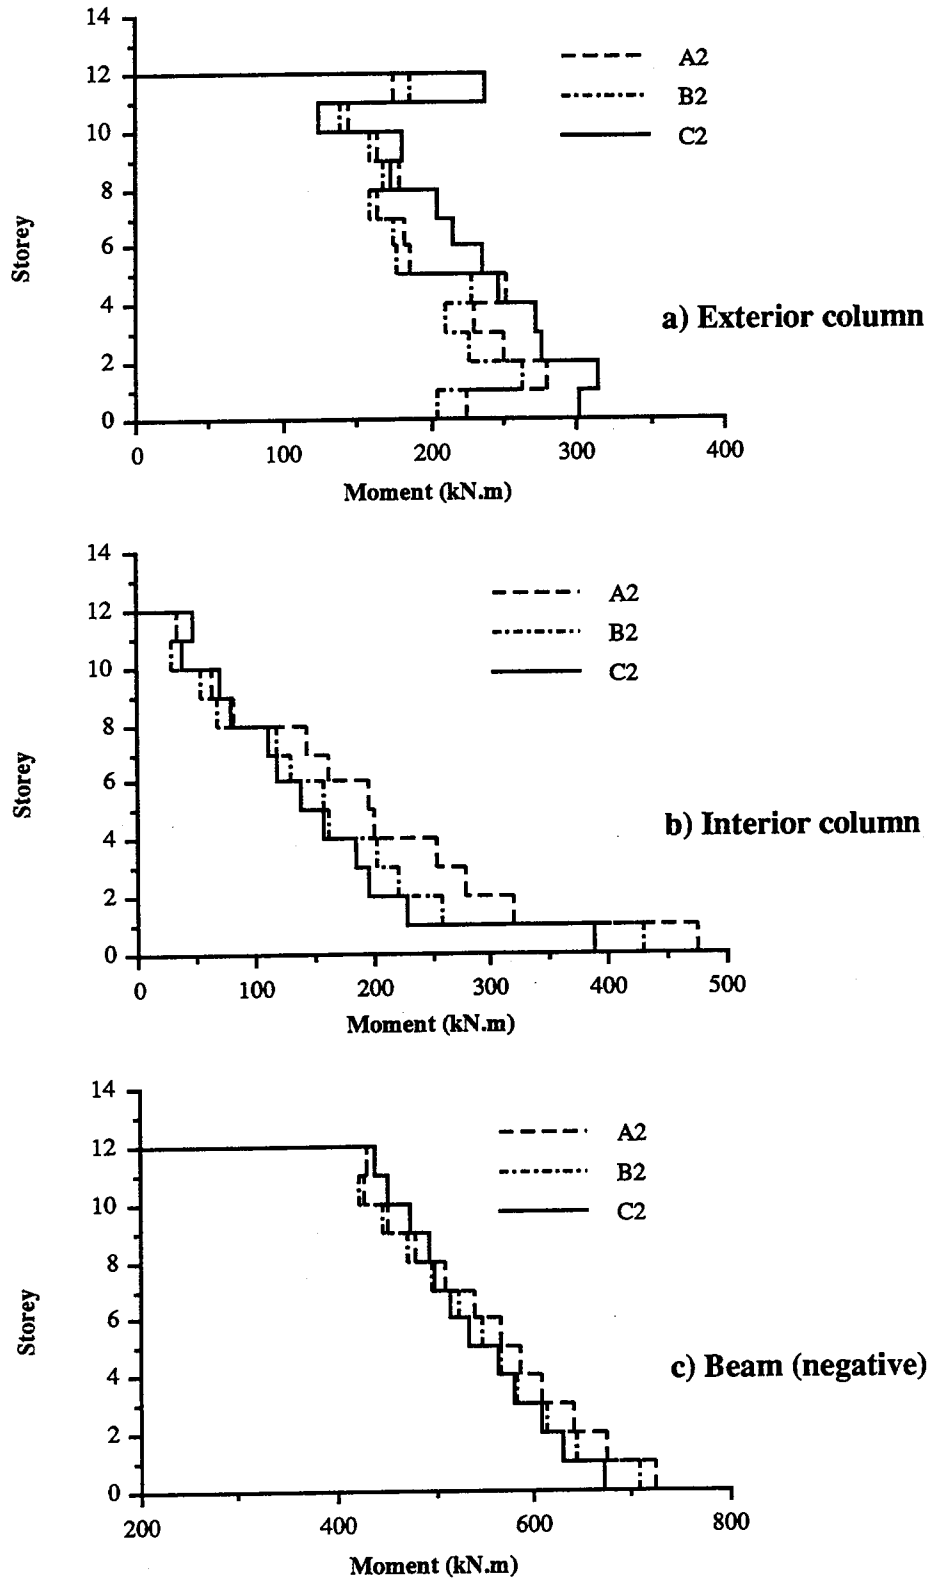 14
12
10
8
6
4
2
0
Storey
A2
B2
C2
a) Exterior column
0 100 200 300 400
Moment (kN.m)
14
12
10
8
6
4
2
0
Storey
A2
B2
C2
b) Interior column
0 100 200 300 400 500
Moment (kN.m)
14
12
10
8
6
4
2
0
Storey
A2
B2
C2
c) Beam (negative)
200 400 600 800
Moment (kN.m)